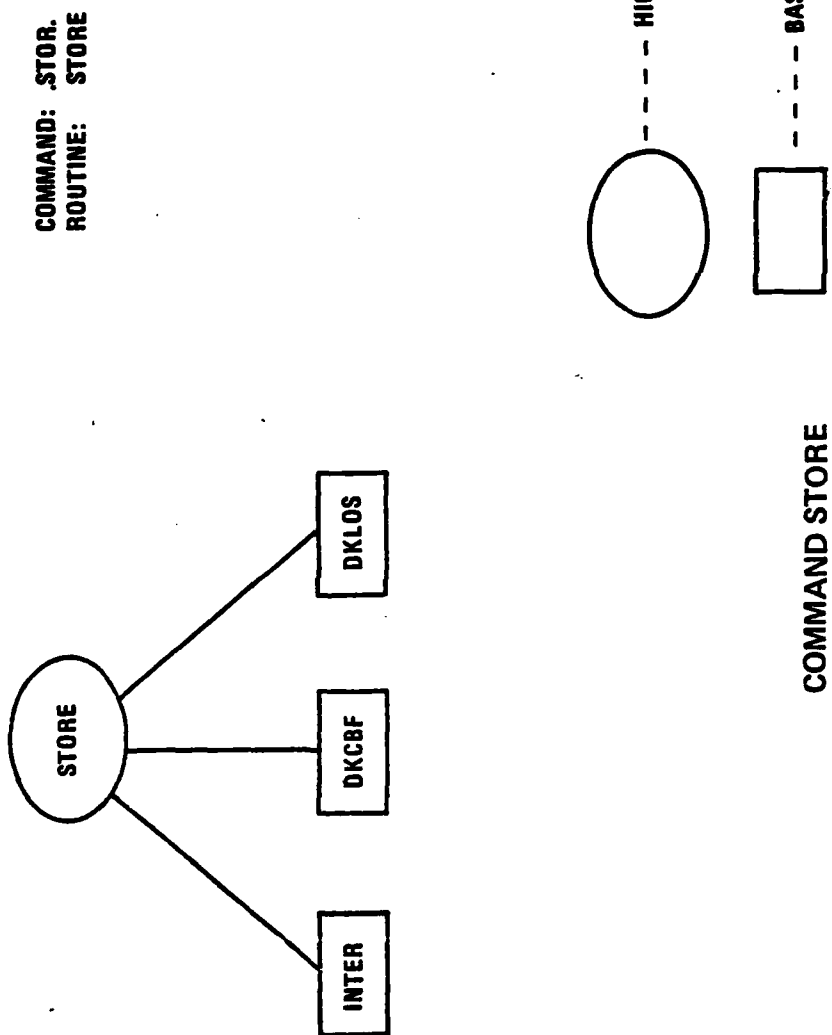 COMMAND: .STOR.
ROUTINE: STORE
STORE
INTER
DKCBF
DKLOS
COMMAND STORE